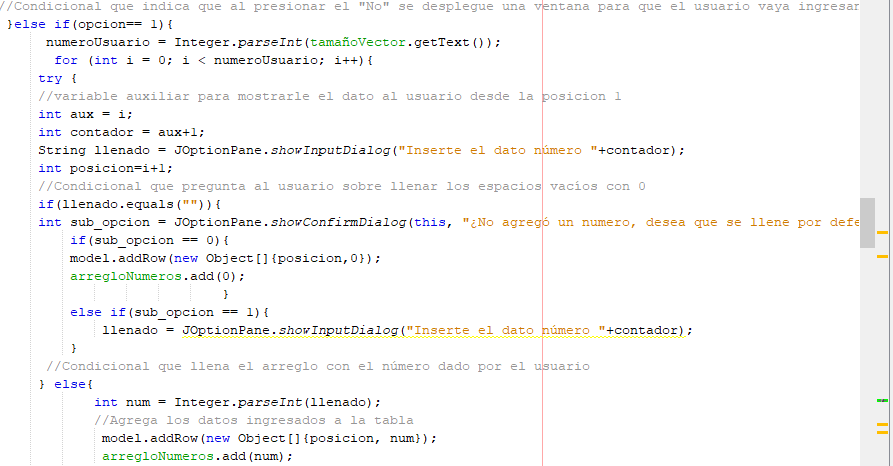 //Condicional que indica que al presionar el "No" se desplegue una ventana para que el usuario vaya ingresar
}else if(opcion== 1){
numeroUsuario = Integer.parseInt(tamañoVector.getText());
for (int i = 0; i < numeroUsuario; i++){
try {
//variable auxiliar para mostrarle el dato al usuario desde la posicion 1
int aux = i;
int contador = aux+1;
String llenado = JOptionPane.showInputDialog("Inserte el dato número "+contador);
int posicion=i+1;
//Condicional que pregunta al usuario sobre llenar los espacios vacíos con 0
if(llenado.equals("")){
int sub_opcion = JOptionPane.showConfirmDialog(this, "¿No agregó un numero, desea que se llene por defe
if(sub_opcion == 0){
model.addRow(new Object[]{posicion,0});
arregloNumeros.add(0);
}
else if(sub_opcion == 1){
llenado = JOptionPane.showInputDialog("Inserte el dato número "+contador);
}
//Condicional que llena el arreglo con el número dado por el usuario
} else{
int num = Integer.parseInt(llenado);
//Agrega los datos ingresados a la tabla
model.addRow(new Object[]{posicion, num});
arregloNumeros.add(num);